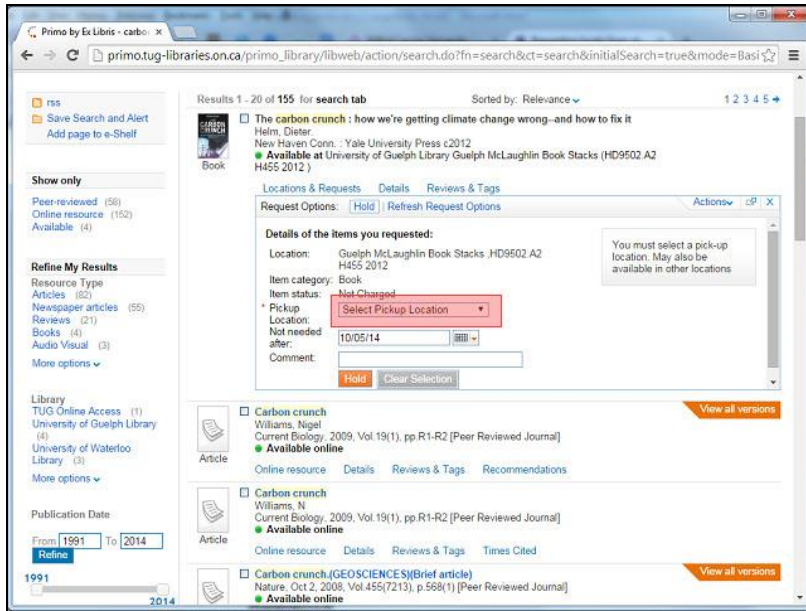 Primo by Ex Libris - carbo
primo.tug-libraries.on.ca/primo_library/libweb/action/search.do?fn=search&ct=search&initialSearch=true&mode=Basi
rss
Save Search and Alert
Add page to e-Shelf
Show only
Peer-reviewed (58)
Online resource (152)
Available (4)
Refine My Results
Resource Type
Articles (82)
Newspaper articles (55)
Reviews (21)
Books (4)
Audio Visual (3)
More options
Library
TUG Online Access (1)
University of Guelph Library
(4)
University of Waterloo
Library (3)
More options
Publication Date
From 1991 To 2014
Refine
1991
2014
Results 1 - 20 of 155 for search tab Sorted by: Relevance 1 2 3 4 5
CARBON
CRUNCH
Book
The carbon crunch : how we're getting climate change wrong--and how to fix it
Helm, Dieter.
New Haven Conn. : Yale University Press c2012
Available at University of Guelph Library Guelph McLaughlin Book Stacks (HD9502.A2
H455 2012 )
Locations & Requests Details Reviews & Tags
Request Options: Hold | Refresh Request Options Actions X
Details of the items you requested:
Location: Guelph McLaughlin Book Stacks ,HD9502.A2
H455 2012
Item category: Book
Item status: Not Charged
* Pickup
Location: Select Pickup Location
Not needed
after: 10/05/14
Comment:
Hold Clear Selection
You must select a pick-up
location. May also be
available in other locations
View all versions
Article
Carbon crunch
Williams, Nigel
Current Biology, 2009, Vol.19(1), pp.R1-R2 [Peer Reviewed Journal]
Available online
Online resource Details Reviews & Tags Recommendations
Article
Carbon crunch
Williams, N
Current Biology, 2009, Vol.19(1), pp.R1-R2 [Peer Reviewed Journal]
Available online
Online resource Details Reviews & Tags Times Cited
View all versions
Carbon crunch.(GEOSCIENCES)(Brief article)
Nature, Oct 2, 2008, Vol.455(7213), p.568(1) [Peer Reviewed Journal]
Available online